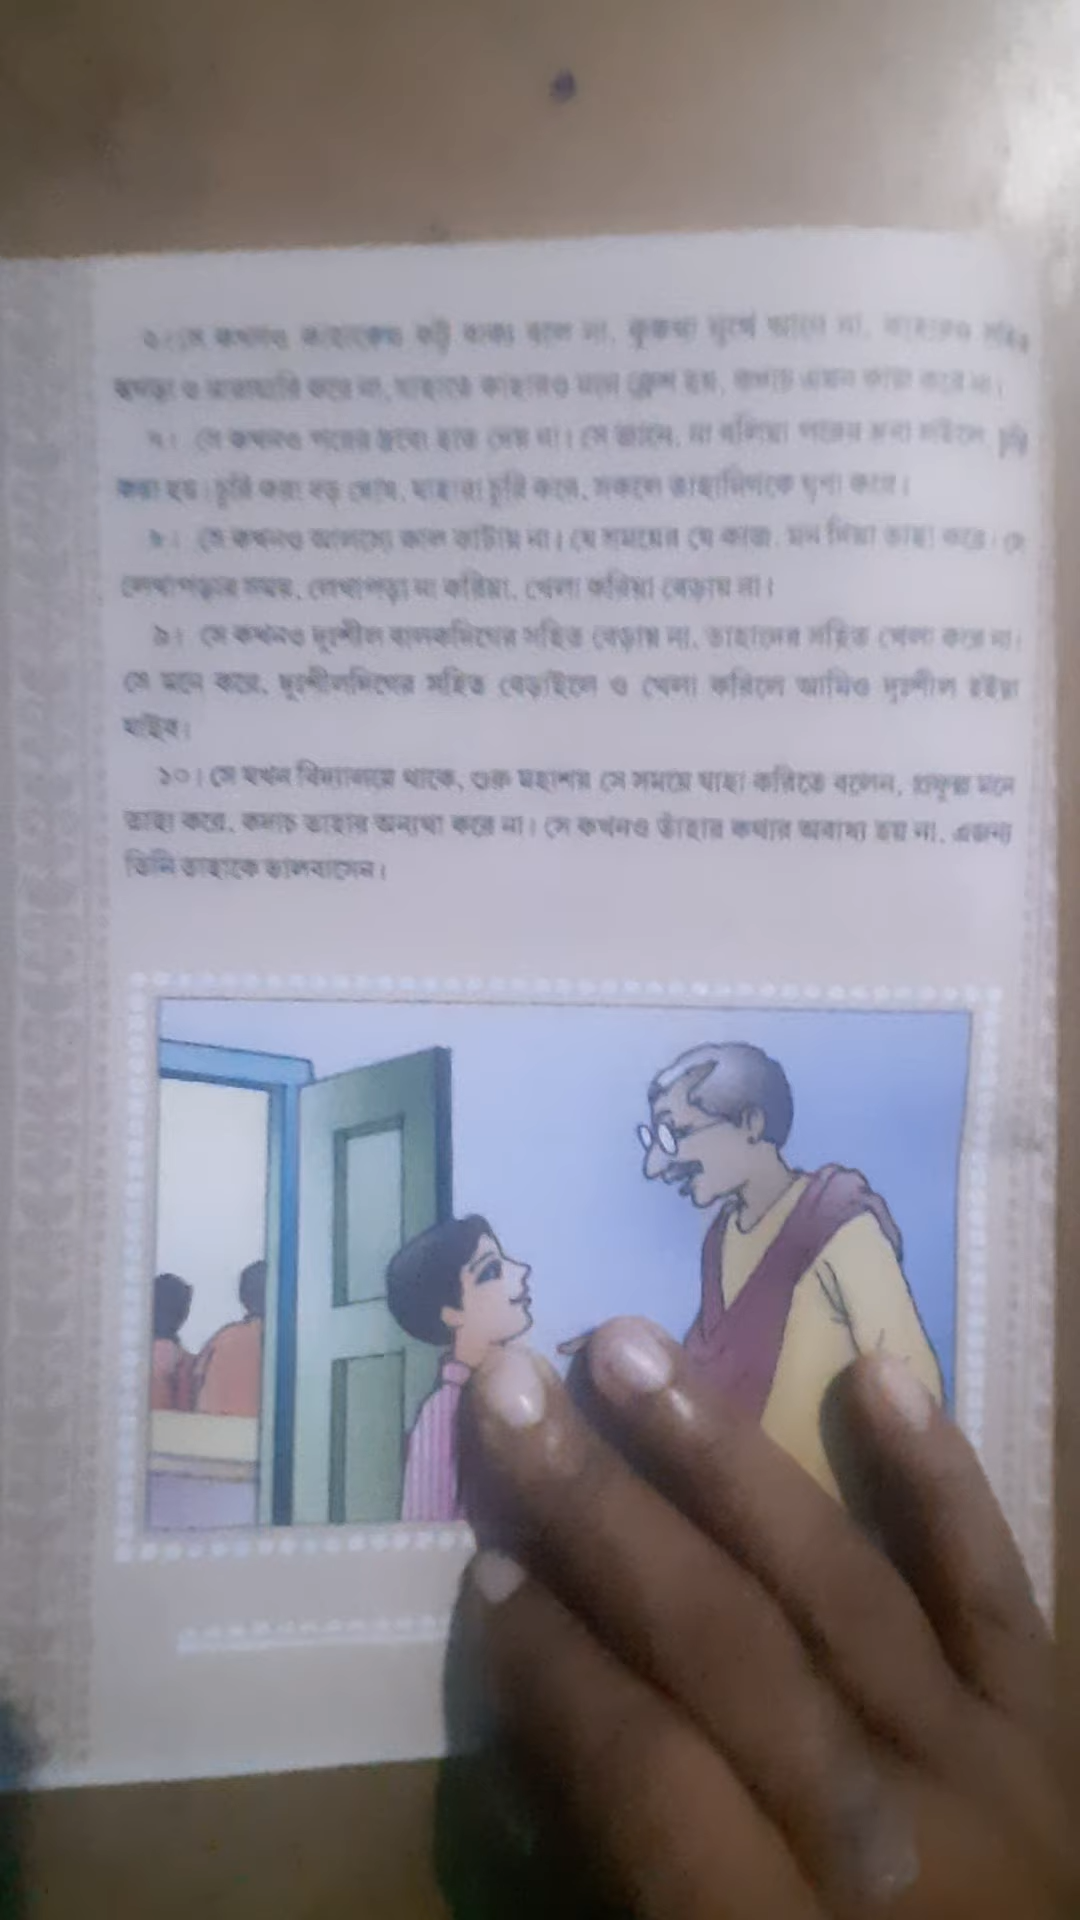 ৬। সে কখনও কাহাকেও কটু বাক্য বলে না, কুকথা মুখে আনে না, কাহারও সহিত
ঝগড়া ও মারামারি করে না, যাহাতে কাহারও মনে ক্লেশ হয়, কদাচ এমন কায্য করে না।
৭। সে কখনও পরের দ্রব্যে হাত দেয় না। সে জানে, না বলিয়া পরের দ্রব্য লইলে চুরি
করা হয়। চুরি করা বড় দোষ, যাহারা চুরি করে, সকলে তাহাদিগকে ঘৃণা করে।
৮। সে কখনও আলস্যে কাল কাটায় না। যে সময়ের যে কাজ, মন দিয়া তাহা করে। সে
লেখাপড়ার সময়, লেখাপড়া না করিয়া, খেলা করিয়া বেড়ায় না।
৯। সে কখনও দুঃশীল বালকদিগের সহিত বেড়ায় না, তাহাদের সহিত খেলা করে না।
সে মনে করে, দুঃশীলদিগের সহিত বেড়াইলে ও খেলা করিলে আমিও দুঃশীল হইয়া
যাইব।
১০। সে যখন বিদ্যালয়ে থাকে, গুরু মহাশয় সে সময়ে যাহা করিতে বলেন, প্রফুল্ল মনে
তাহা করে, কদাচ তাহার অন্যথা করে না। সে কখনও তাঁহার কথার অবাধ্য হয় না, এজন্য
তিনি তাহাকে ভালবাসেন।